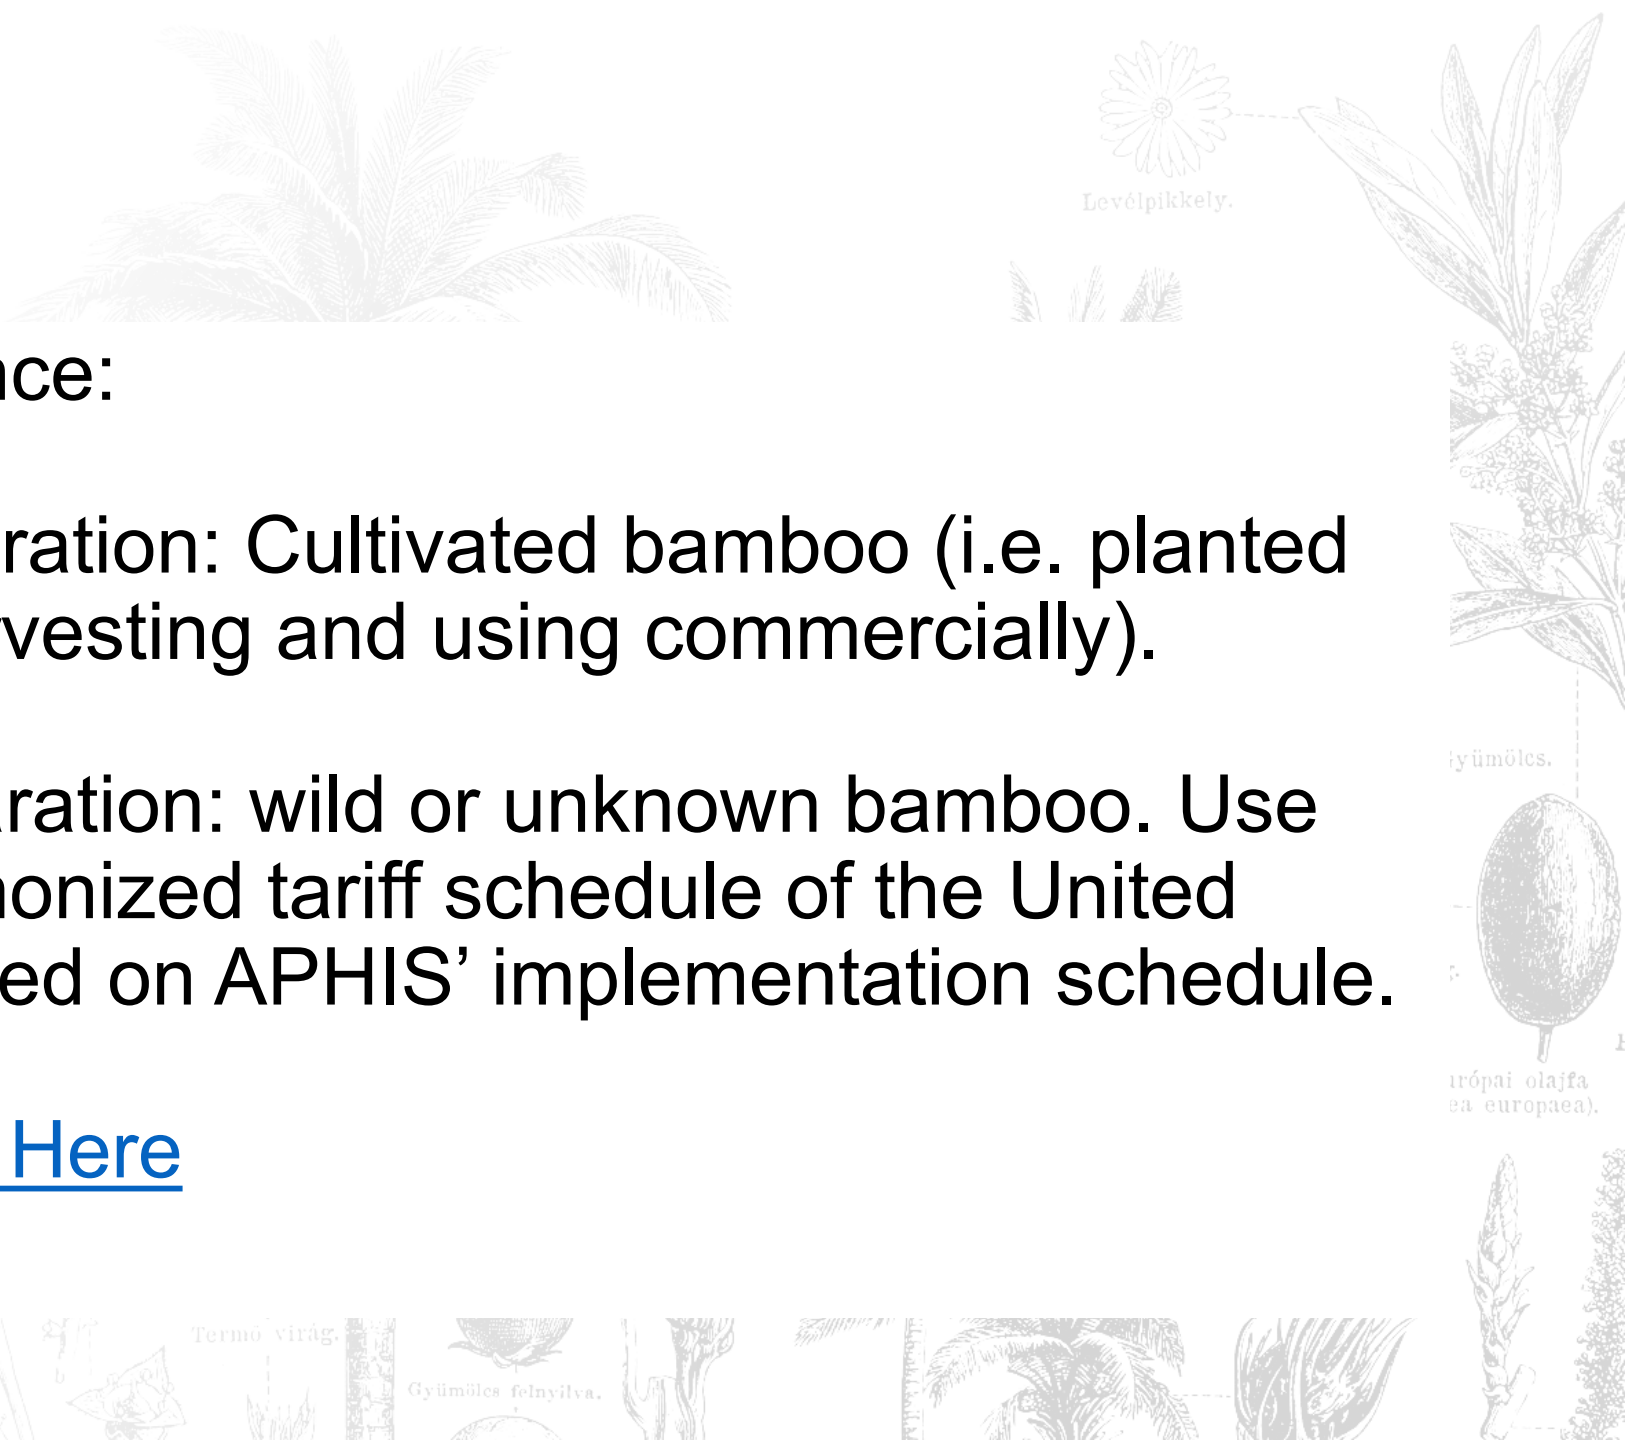 Levélpikkely.
nce:
ration: Cultivated bamboo (i.e. planted
vesting and using commercially).
yümölcs.
ration: wild or unknown bamboo. Use
nonized tariff schedule of the United
ed on APHIS’ implementation schedule.
urópai olajfa
ea europaea).
Here
Termő virág.
b
Gyümölcs felnyilva.